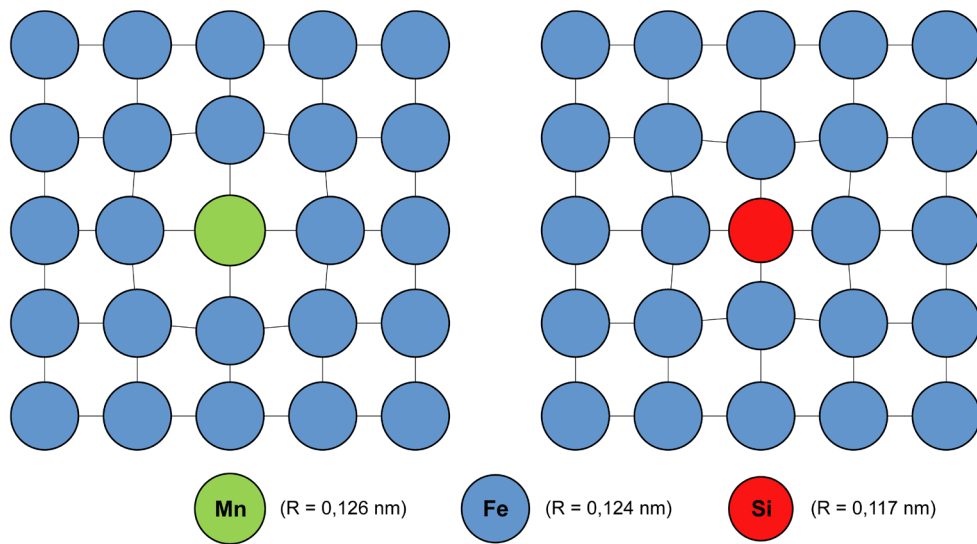 Mn (R = 0,126 nm) Fe (R = 0,124 nm) Si (R = 0,117 nm)